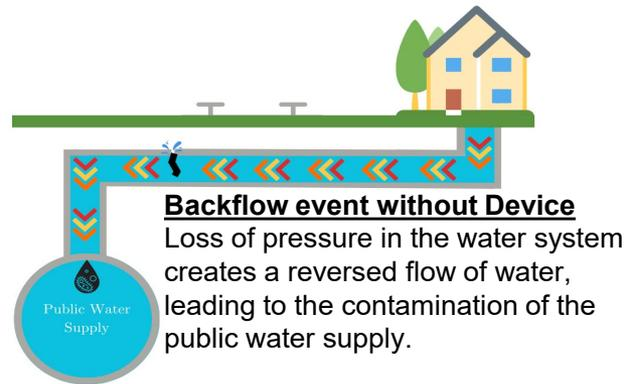 Backflow event without Device
Loss of pressure in the water system
creates a reversed flow of water,
leading to the contamination of the
public water supply.
Public Water
Supply